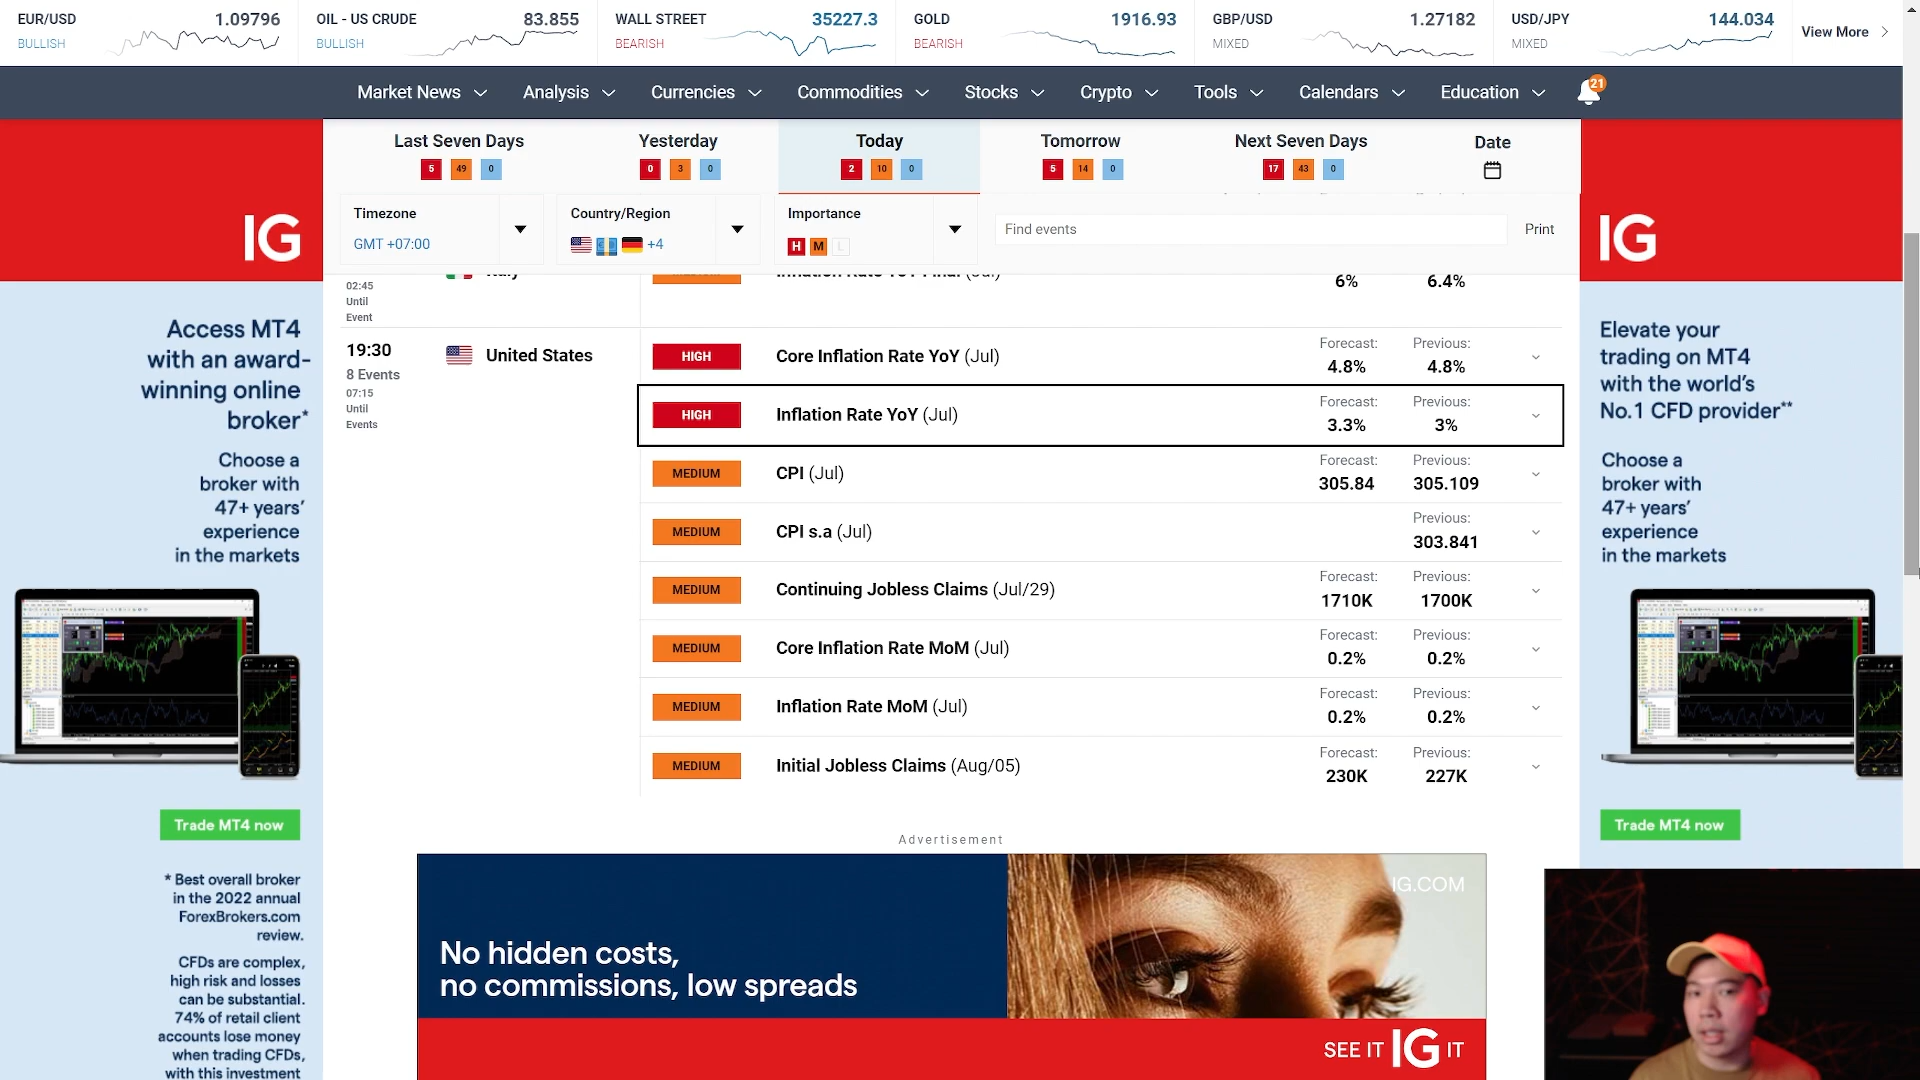 EUR/USD 1.09796
BULLISH
OIL - US CRUDE 83.855
BULLISH
WALL STREET 35227.3
BEARISH
GOLD 1916.93
BEARISH
GBP/USD 1.27182
MIXED
USD/JPY 144.034
MIXED
View More
Market News Analysis Currencies Commodities Stocks Crypto Tools Calendars Education 21
Last Seven Days Yesterday Today Tomorrow Next Seven Days Date
5 49 0 0 3 0 2 10 0 5 14 0 17 43 0
Timezone
GMT +07:00
Country/Region
+4
Importance
H M L
Find events
Print
02:45
Until
Event
Italy
Inflation Rate YoY Final (Jul)
6% 6.4%
19:30
8 Events
07:15
Until
Events
United States
HIGH Core Inflation Rate YoY (Jul) Forecast: 4.8% Previous: 4.8%
HIGH Inflation Rate YoY (Jul) Forecast: 3.3% Previous: 3%
MEDIUM CPI (Jul) Forecast: 305.84 Previous: 305.109
MEDIUM CPI s.a (Jul) Previous: 303.841
MEDIUM Continuing Jobless Claims (Jul/29) Forecast: 1710K Previous: 1700K
MEDIUM Core Inflation Rate MoM (Jul) Forecast: 0.2% Previous: 0.2%
MEDIUM Inflation Rate MoM (Jul) Forecast: 0.2% Previous: 0.2%
MEDIUM Initial Jobless Claims (Aug/05) Forecast: 230K Previous: 227K
Advertisement
No hidden costs,
no commissions, low spreads
IG.COM
SEE IT IG IT
IG
Access MT4
with an award-
winning online
broker*
Choose a
broker with
47+ years'
experience
in the markets
Trade MT4 now
* Best overall broker
in the 2022 annual
ForexBrokers.com
review.
CFDs are complex,
high risk and losses
can be substantial.
74% of retail client
accounts lose money
when trading CFDs,
with this investment
IG
Elevate your
trading on MT4
with the world's
No.1 CFD provider**
Choose a
broker with
47+ years'
experience
in the markets
Trade MT4 now